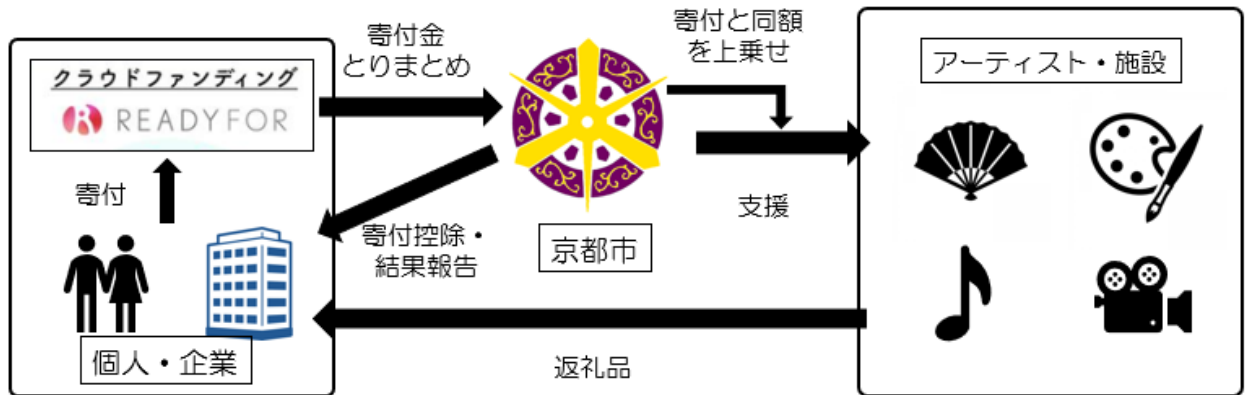 クラウドファンディング
READYFOR
寄付
個人・企業
寄付金
とりまとめ
寄付控除・
結果報告
京都市
寄付と同額
を上乗せ
支援
返礼品
アーティスト・施設